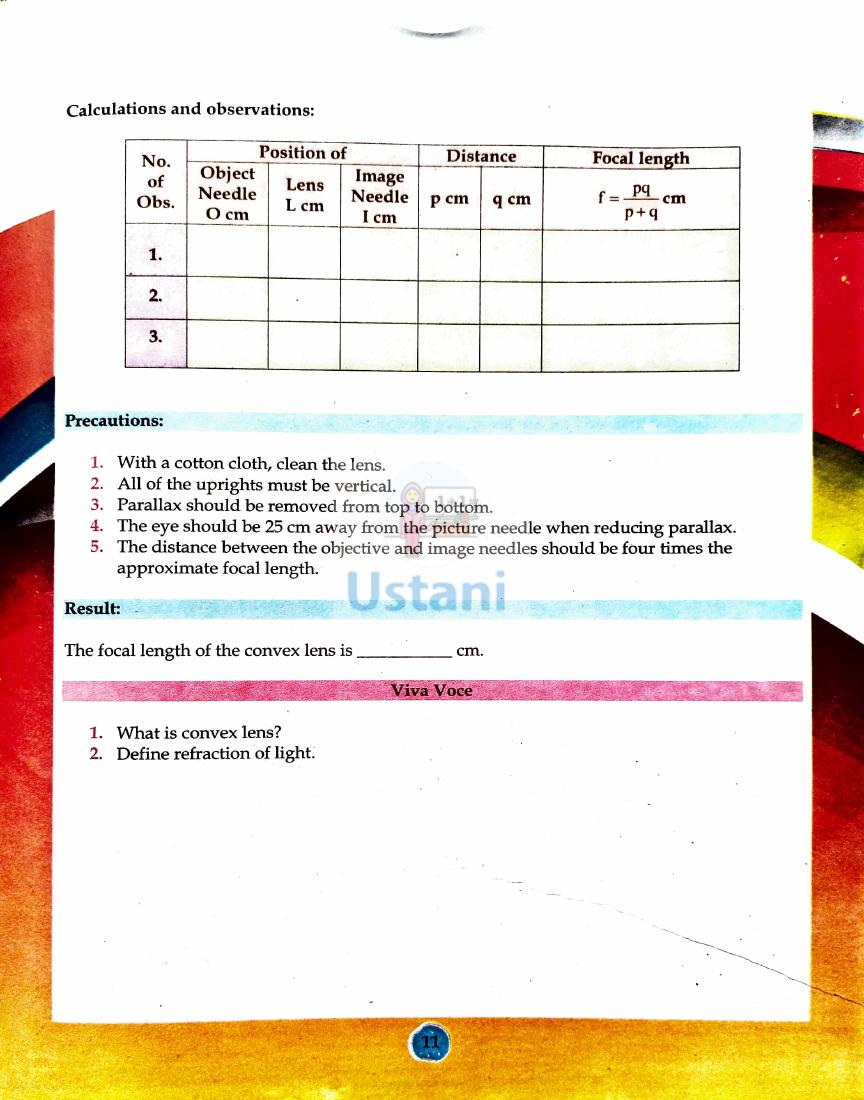 Calculations and observations:
No. of Obs. | Position of | Distance | Focal length
Object Needle O cm | Lens L cm | Image Needle I cm | p cm | q cm | f = pq/(p+q) cm
1.
2.
3.
Precautions:
1. With a cotton cloth, clean the lens.
2. All of the uprights must be vertical.
3. Parallax should be removed from top to bottom.
4. The eye should be 25 cm away from the picture needle when reducing parallax.
5. The distance between the objective and image needles should be four times the
approximate focal length.
Ustani
Result:
The focal length of the convex lens is __________ cm.
Viva Voce
1. What is convex lens?
2. Define refraction of light.
11